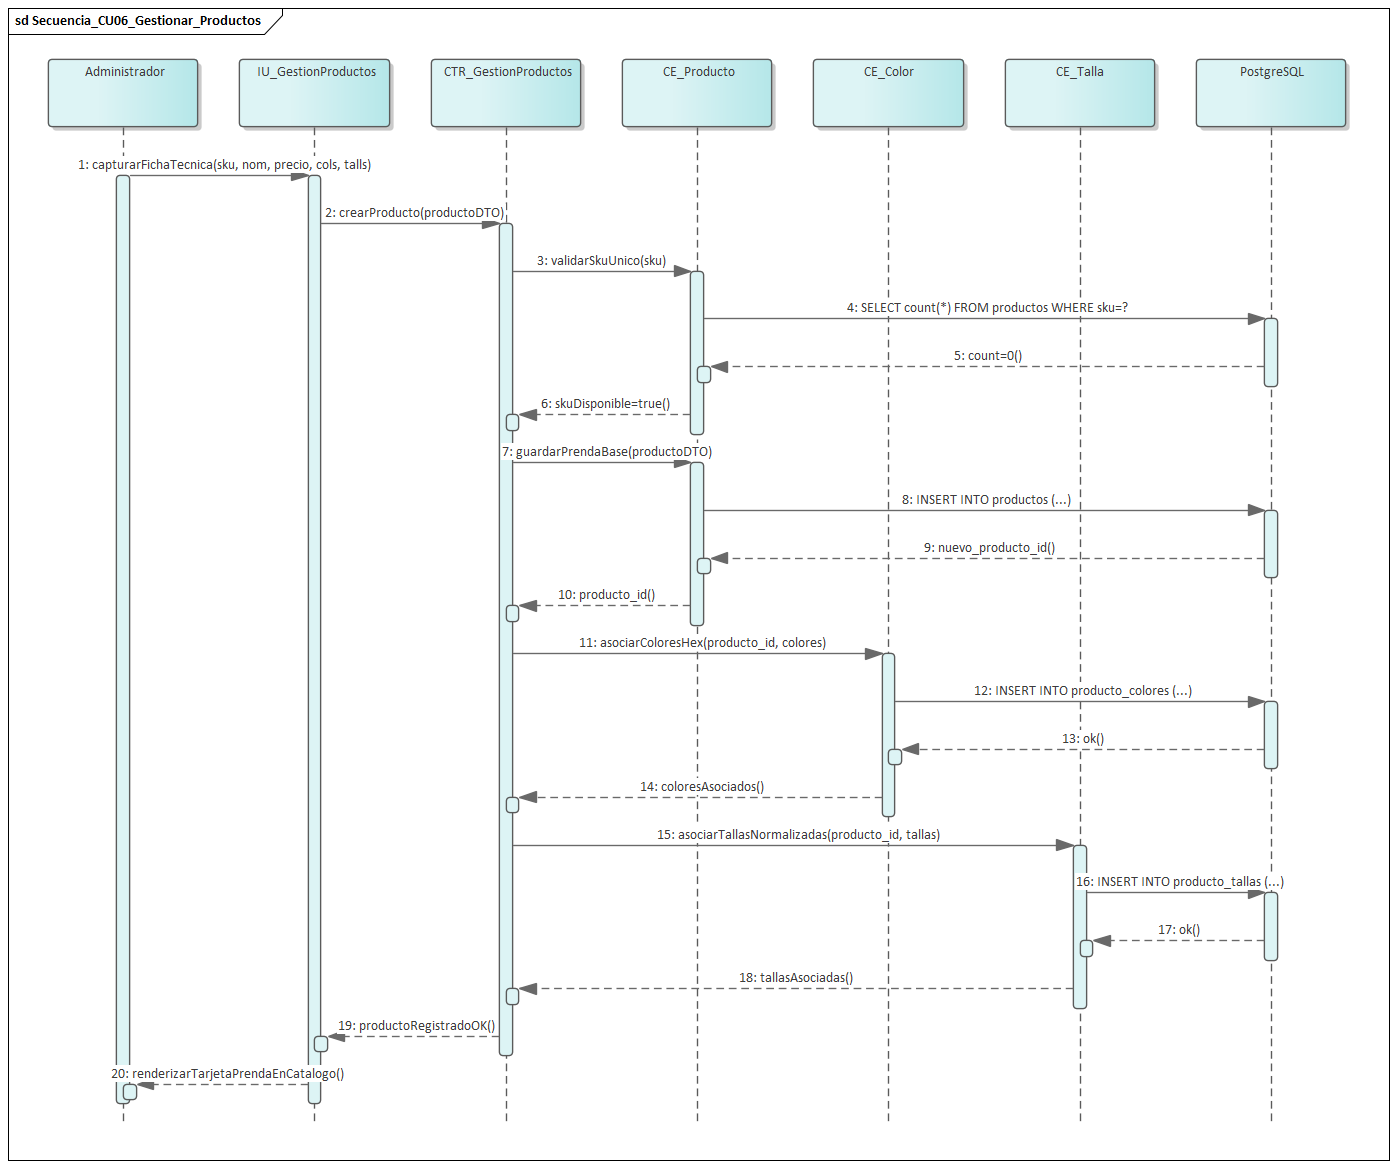 sd Secuencia_CU06_Gestionar_Productos
Administrador
IU_GestionProductos
CTR_GestionProductos
CE_Producto
CE_Color
CE_Talla
PostgreSQL
1: capturarFichaTecnica(sku, nom, precio, cols, talls)
2: crearProducto(productoDTO)
3: validarSkuUnico(sku)
4: SELECT count(*) FROM productos WHERE sku=?
5: count=0()
6: skuDisponible=true()
7: guardarPrendaBase(productoDTO)
8: INSERT INTO productos (...)
9: nuevo_producto_id()
10: producto_id()
11: asociarColoresHex(producto_id, colores)
12: INSERT INTO producto_colores (...)
13: ok()
14: coloresAsociados()
15: asociarTallasNormalizadas(producto_id, tallas)
16: INSERT INTO producto_tallas (...)
17: ok()
18: tallasAsociadas()
19: productoRegistradoOK()
20: renderizarTarjetaPrendaEnCatalogo()